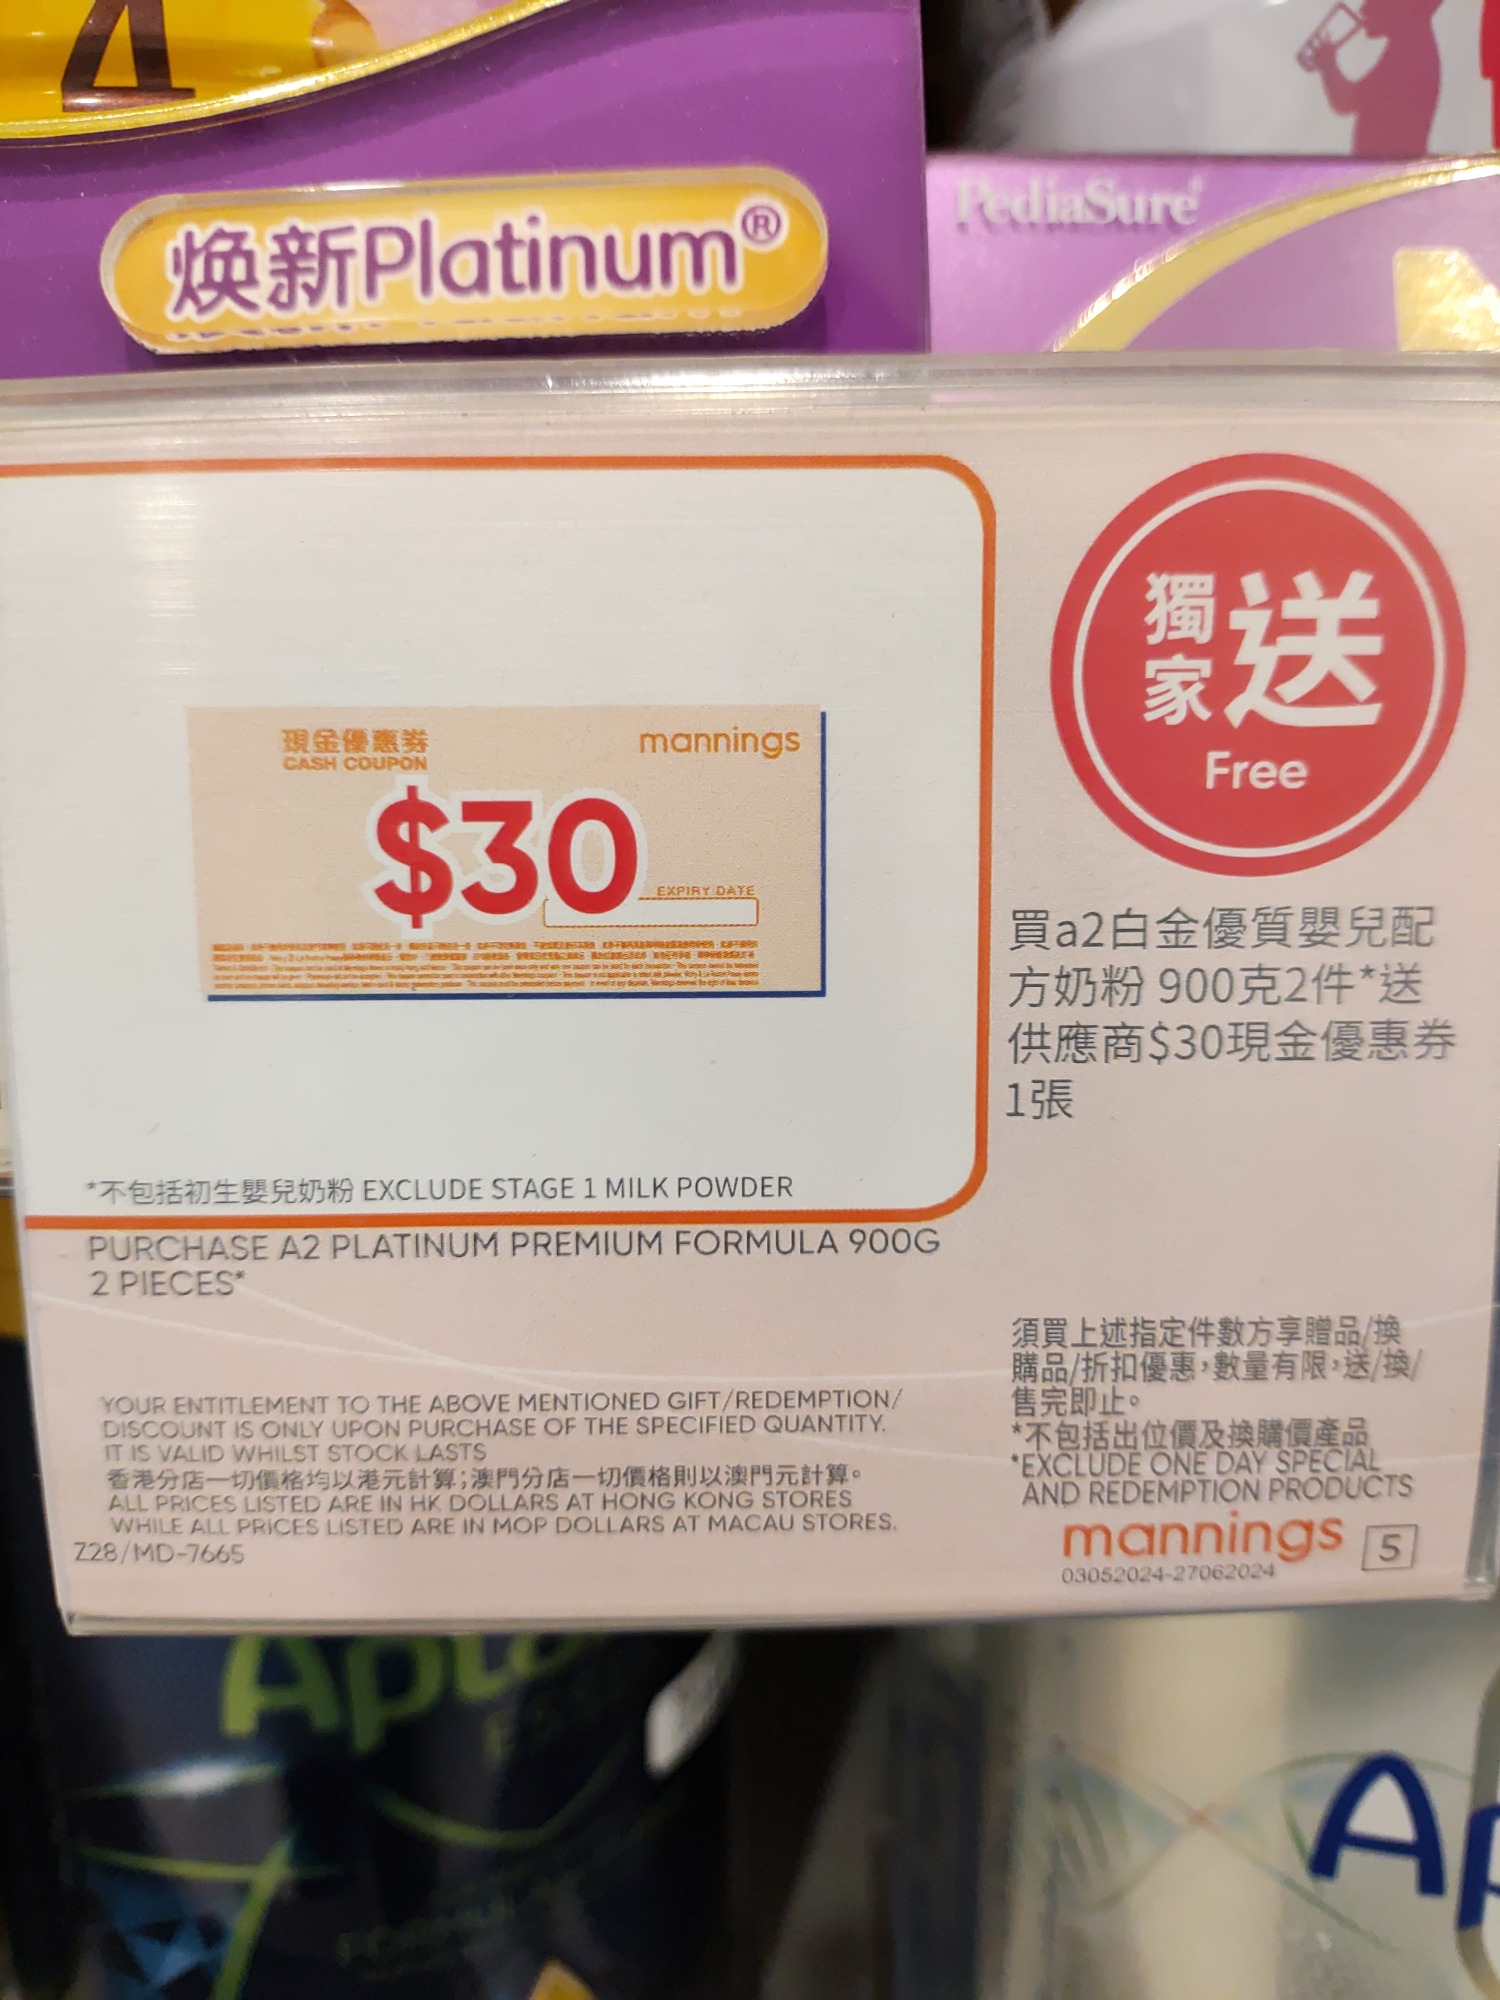 4
焕新Platinum®
PediaSure®
現金優惠券
CASH COUPON
mannings
$30
EXPIRY DATE
獨家送
Free
買a2白金優質嬰兒配
方奶粉 900克2件*送
供應商$30現金優惠券
1張
*不包括初生嬰兒奶粉 EXCLUDE STAGE 1 MILK POWDER
PURCHASE A2 PLATINUM PREMIUM FORMULA 900G
2 PIECES*
YOUR ENTITLEMENT TO THE ABOVE MENTIONED GIFT/REDEMPTION/
DISCOUNT IS ONLY UPON PURCHASE OF THE SPECIFIED QUANTITY.
IT IS VALID WHILST STOCK LASTS
香港分店一切價格均以港元計算;澳門分店一切價格則以澳門元計算。
ALL PRICES LISTED ARE IN HK DOLLARS AT HONG KONG STORES
WHILE ALL PRICES LISTED ARE IN MOP DOLLARS AT MACAU STORES.
Z28/MD-7665
須買上述指定件數方享贈品/換
購品/折扣優惠,數量有限,送/換/
售完即止。
*不包括出位價及換購價產品
*EXCLUDE ONE DAY SPECIAL
AND REDEMPTION PRODUCTS
mannings 5
03052024-27062024